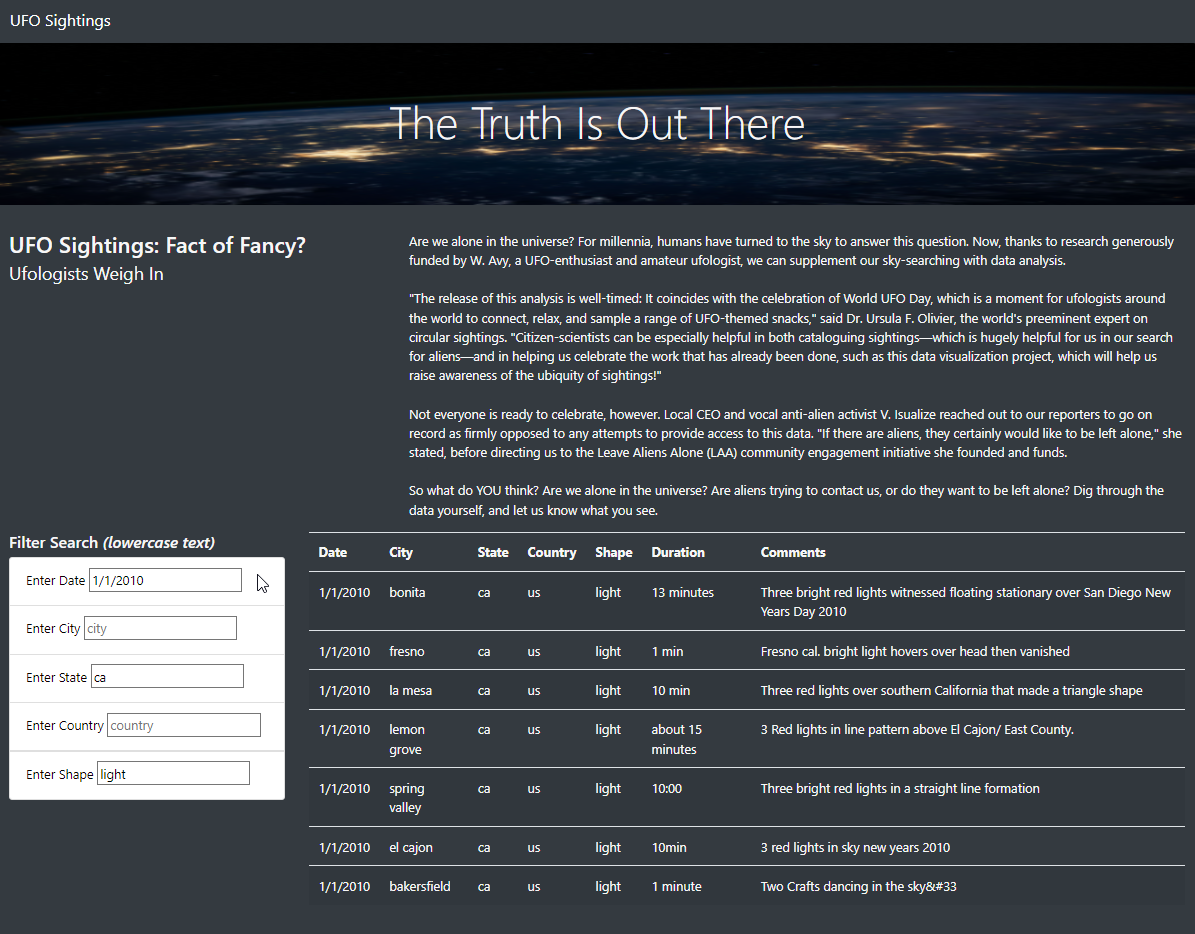 UFO Sightings
The Truth Is Out There
UFO Sightings: Fact of Fancy?
Ufologists Weigh In
Are we alone in the universe? For millennia, humans have turned to the sky to answer this question. Now, thanks to research generously
funded by W. Avy, a UFO-enthusiast and amateur ufologist, we can supplement our sky-searching with data analysis.
"The release of this analysis is well-timed: It coincides with the celebration of World UFO Day, which is a moment for ufologists around
the world to connect, relax, and sample a range of UFO-themed snacks," said Dr. Ursula F. Olivier, the world's preeminent expert on
circular sightings. "Citizen-scientists can be especially helpful in both cataloguing sightings—which is hugely helpful for us in our search
for aliens—and in helping us celebrate the work that has already been done, such as this data visualization project, which will help us
raise awareness of the ubiquity of sightings!"
Not everyone is ready to celebrate, however. Local CEO and vocal anti-alien activist V. Isualize reached out to our reporters to go on
record as firmly opposed to any attempts to provide access to this data. "If there are aliens, they certainly would like to be left alone," she
stated, before directing us to the Leave Aliens Alone (LAA) community engagement initiative she founded and funds.
So what do YOU think? Are we alone in the universe? Are aliens trying to contact us, or do they want to be left alone? Dig through the
data yourself, and let us know what you see.
Filter Search (lowercase text)
Enter Date 1/1/2010
Enter City city
Enter State ca
Enter Country country
Enter Shape light
Date City State Country Shape Duration Comments
1/1/2010 bonita ca us light 13 minutes Three bright red lights witnessed floating stationary over San Diego New
Years Day 2010
1/1/2010 fresno ca us light 1 min Fresno cal. bright light hovers over head then vanished
1/1/2010 la mesa ca us light 10 min Three red lights over southern California that made a triangle shape
1/1/2010 lemon ca us light about 15 3 Red lights in line pattern above El Cajon/ East County.
grove minutes
1/1/2010 spring ca us light 10:00 Three bright red lights in a straight line formation
valley
1/1/2010 el cajon ca us light 10min 3 red lights in sky new years 2010
1/1/2010 bakersfield ca us light 1 minute Two Crafts dancing in the sky&#33